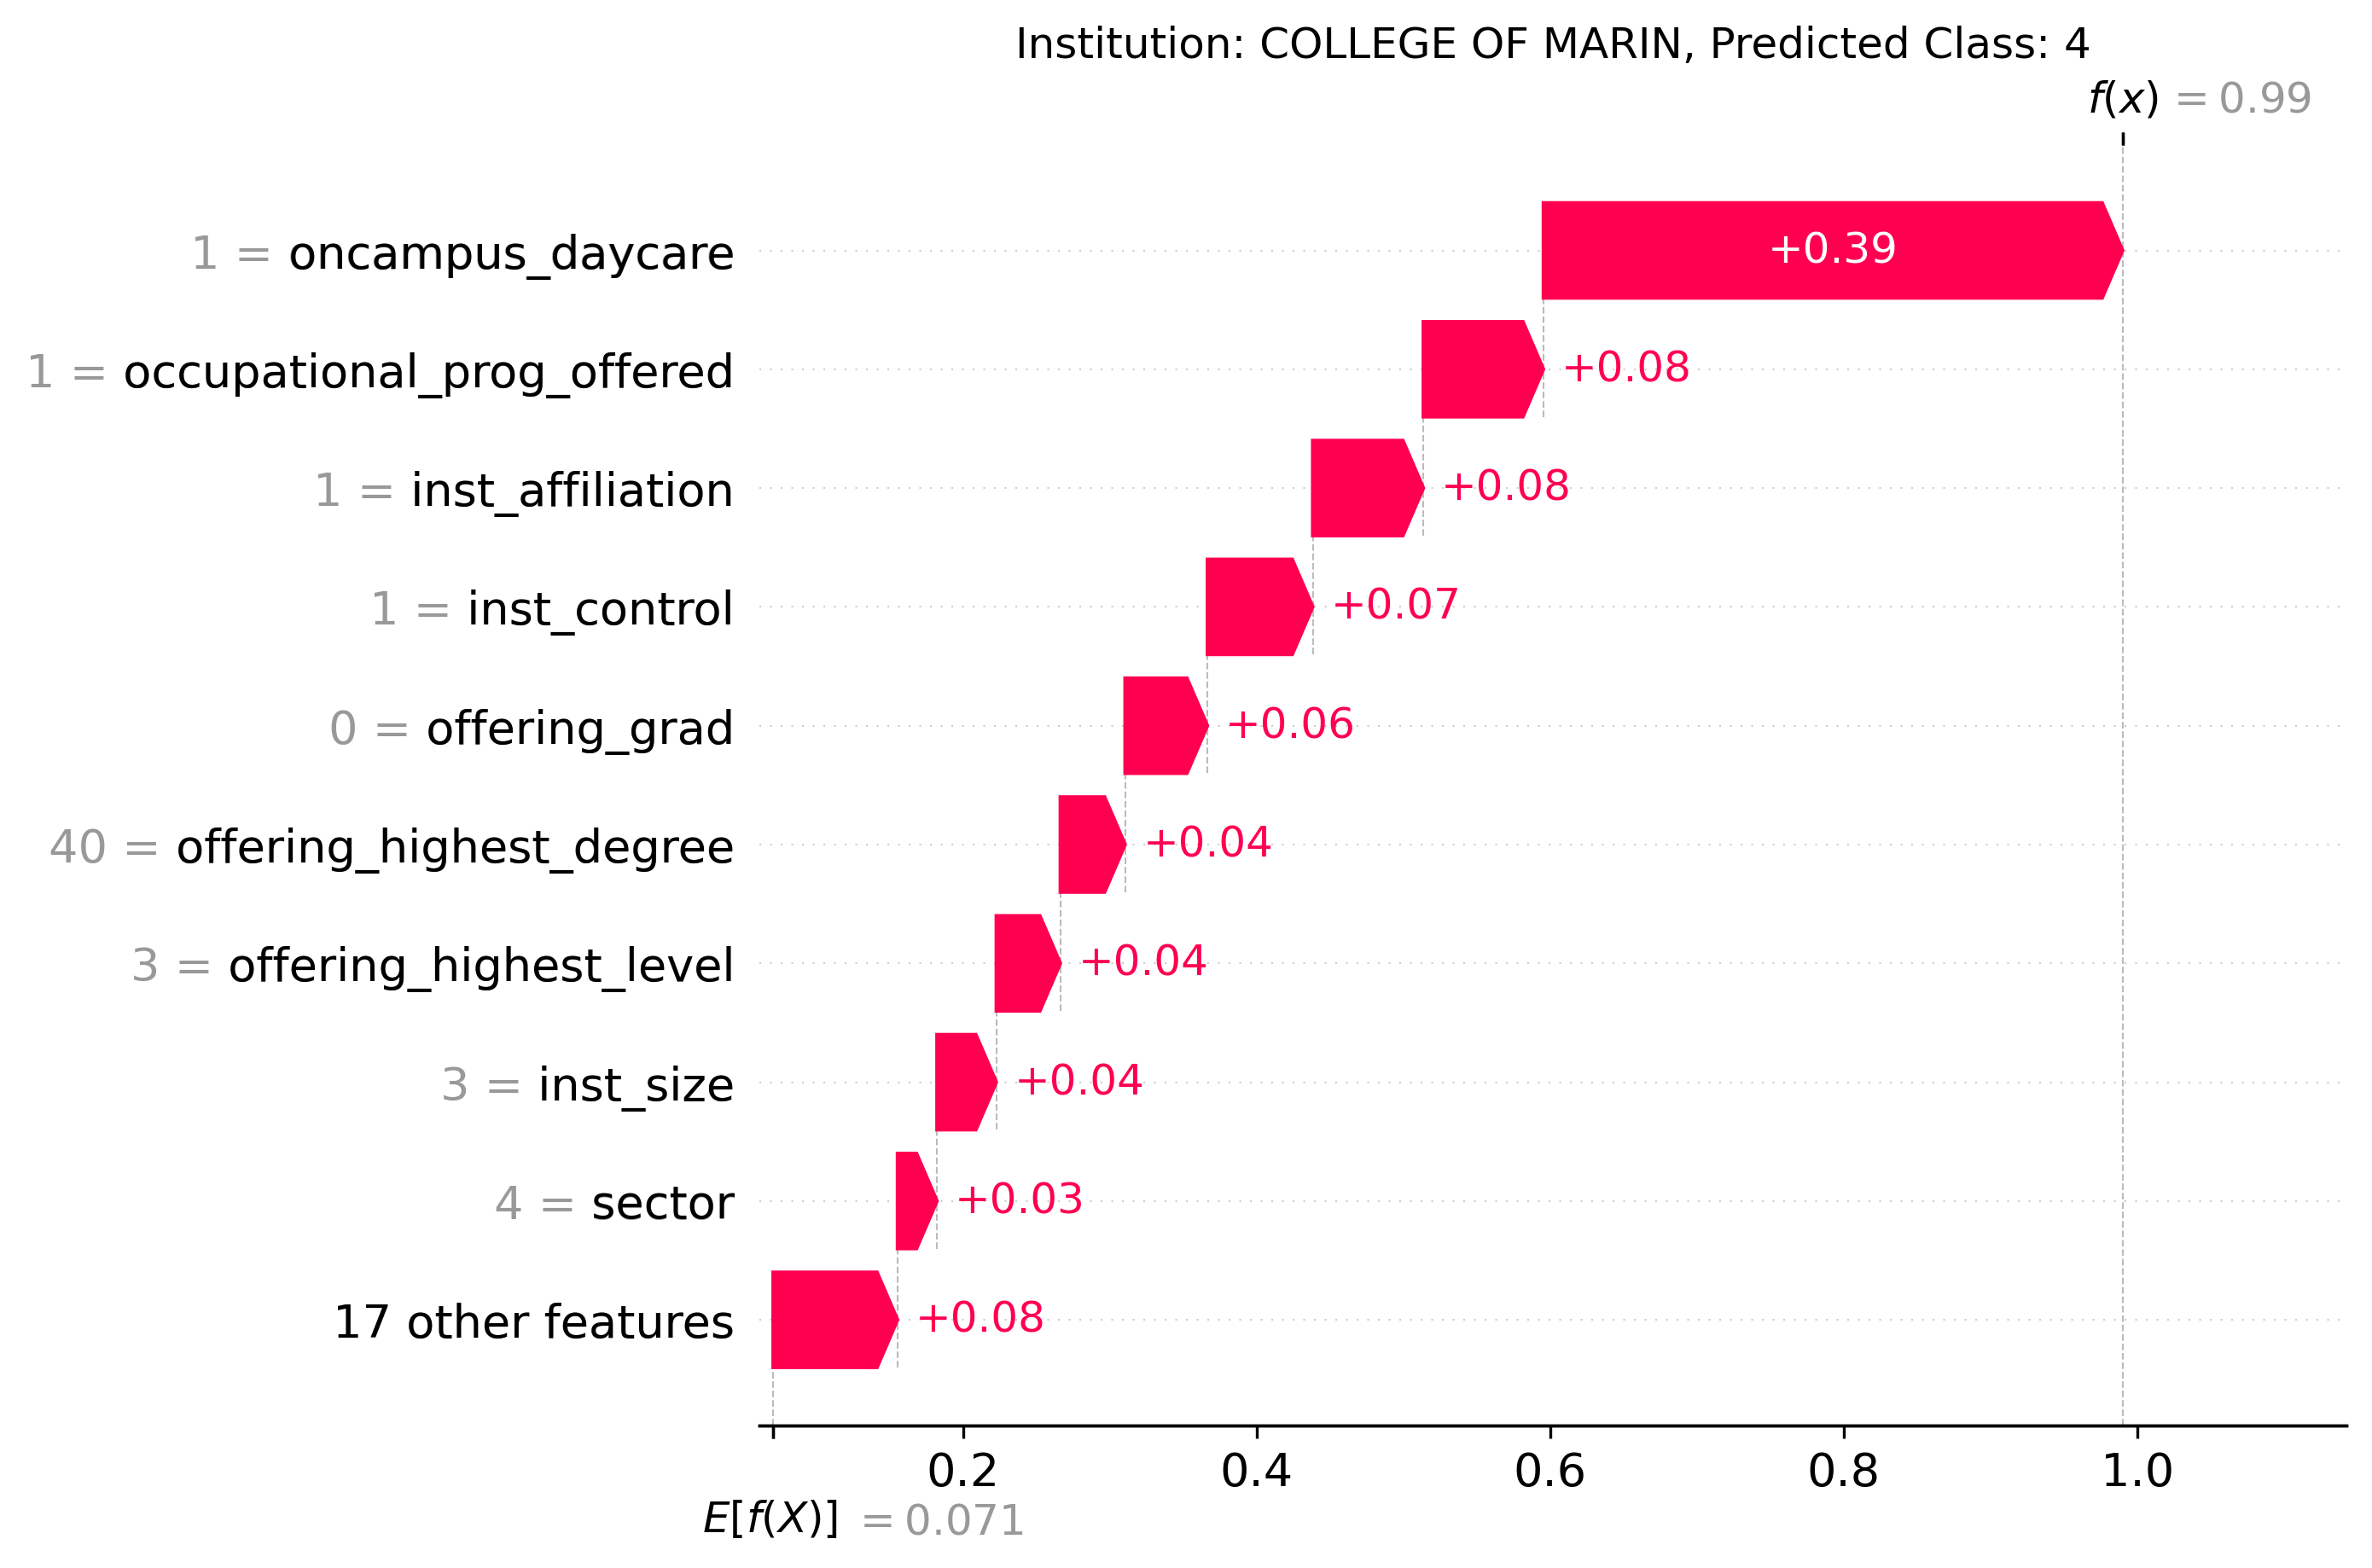 Institution: COLLEGE OF MARIN, Predicted Class: 4
f(x) = 0.99
1 = oncampus_daycare +0.39
1 = occupational_prog_offered +0.08
1 = inst_affiliation +0.08
1 = inst_control +0.07
0 = offering_grad +0.06
40 = offering_highest_degree +0.04
3 = offering_highest_level +0.04
3 = inst_size +0.04
4 = sector +0.03
17 other features +0.08
0.2 0.4 0.6 0.8 1.0
E[f(X)] = 0.071